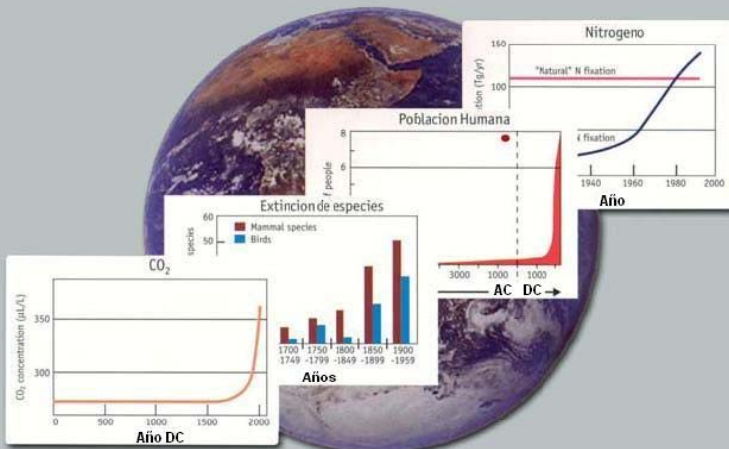 Nitrogeno
150
"Natural" N fixation
100
(Tg/yr)
fixation
1940 1960 1980 2000
Año
Poblacion Humana
8
6
people
3000 1000 1000
AC DC
Extincion de especies
60
50
species
Mammal species
Birds
1700 1750 1800 1850 1900
-1749 -1799 -1849 -1899 -1959
Años
CO2
CO2 concentration (µL/L)
350
300
0 500 1000 1500 2000
Año DC